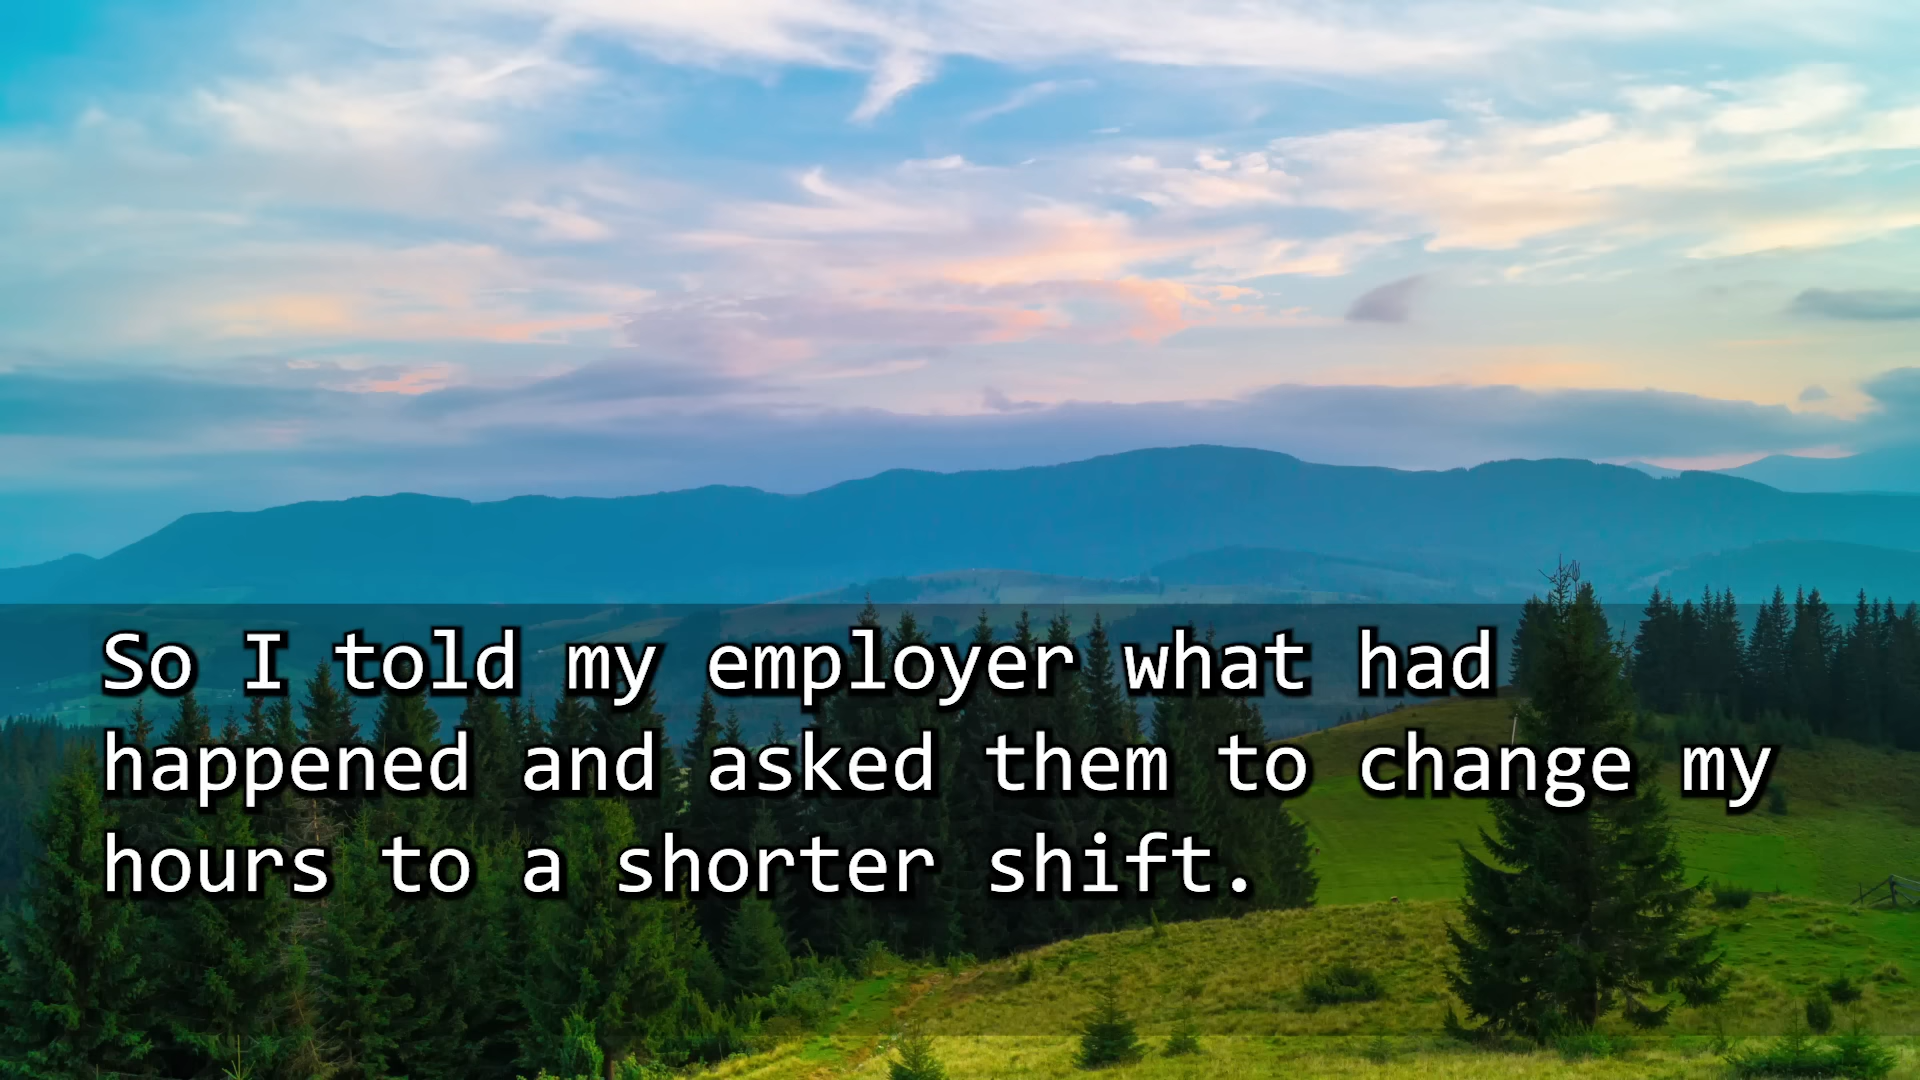 So I told my employer what had
happened and asked them to change my
hours to a shorter shift.